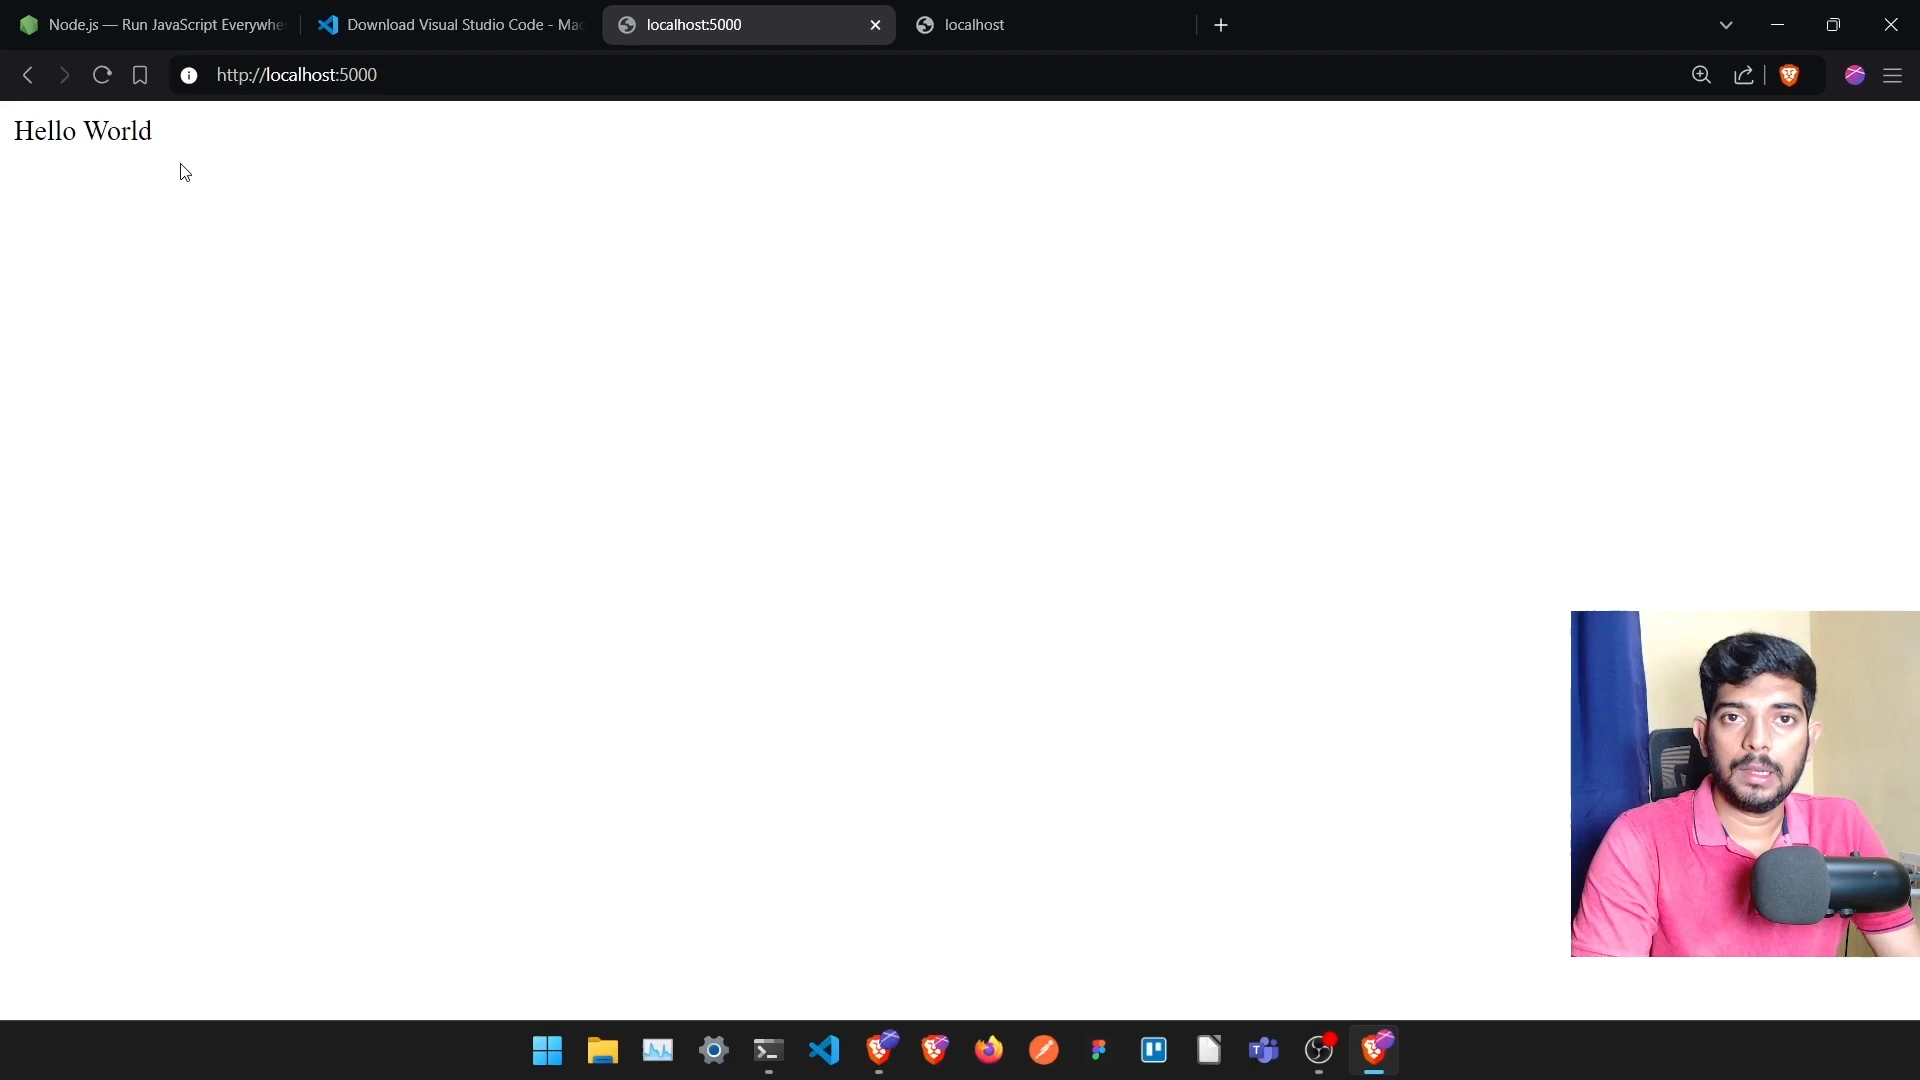 Node.js — Run JavaScript Everywhe
Download Visual Studio Code - Mac
localhost:5000
localhost
http://localhost:5000
Hello World